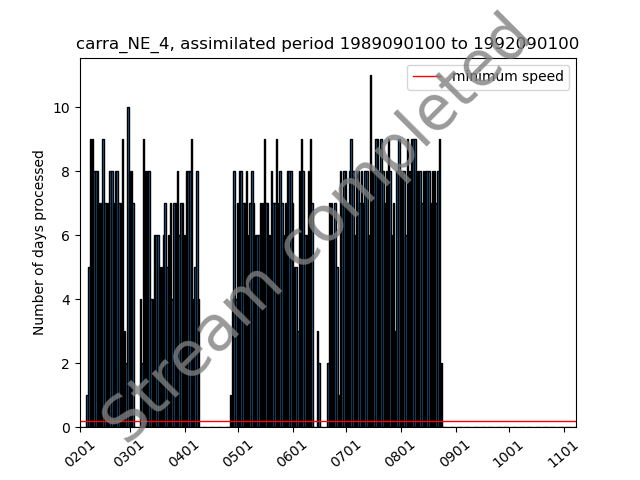 carra_NE_4, assimilated period 1989090100 to 1992090100
minimum speed
Stream completed
Number of days processed
10
8
6
4
2
0
0201 0301 0401 0501 0601 0701 0801 0901 1001 1101